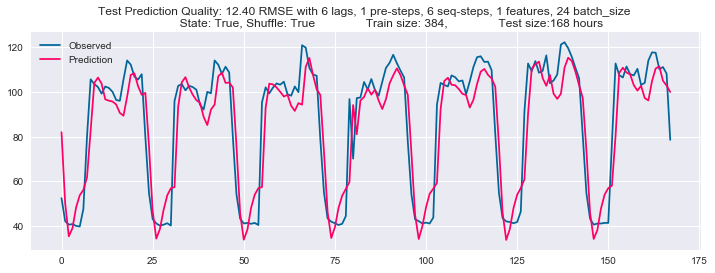 Test Prediction Quality: 12.40 RMSE with 6 lags, 1 pre-steps, 6 seq-steps, 1 features, 24 batch_size
State: True, Shuffle: True Train size: 384, Test size:168 hours
Observed
Prediction
120
100
80
60
40
0 25 50 75 100 125 150 175